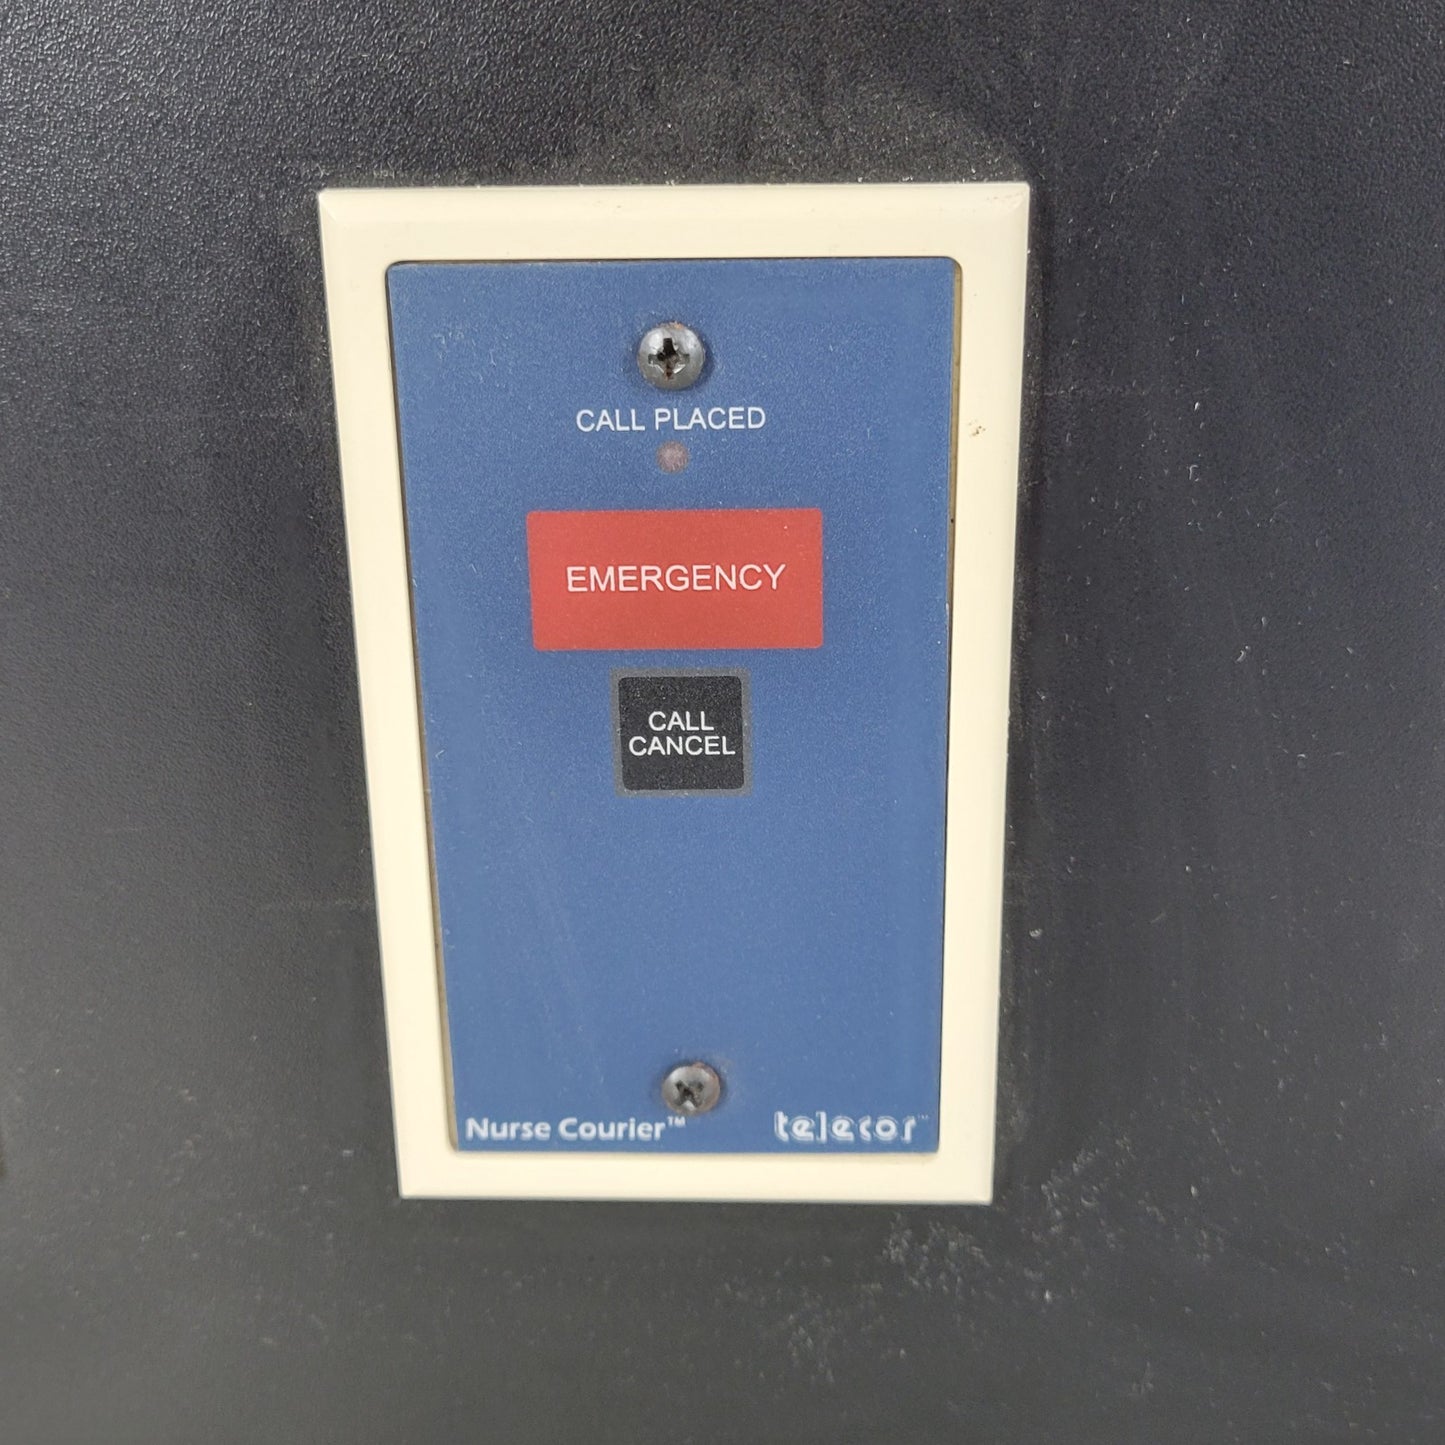 CALL PLACED
EMERGENCY
CALL
CANCEL
Nurse Courier™ telecor™